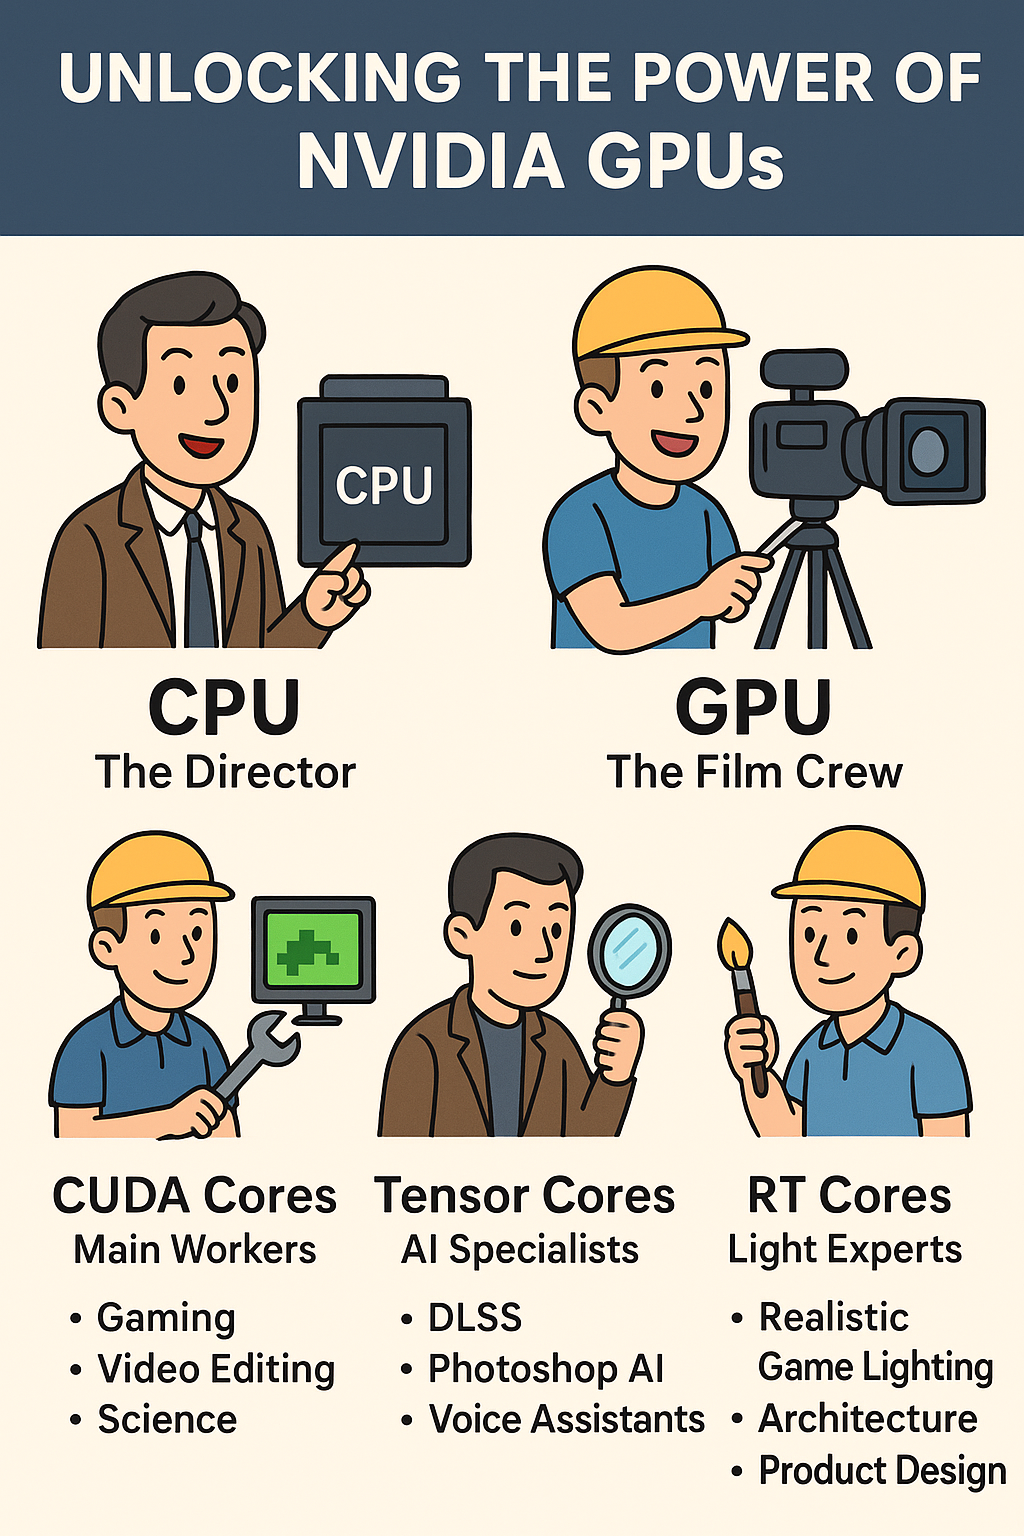 UNLOCKING THE POWER OF
NVIDIA GPUs
CPU
CPU
The Director
GPU
The Film Crew
CUDA Cores
Main Workers
• Gaming
• Video Editing
• Science
Tensor Cores
AI Specialists
• DLSS
• Photoshop AI
• Voice Assistants
RT Cores
Light Experts
• Realistic
Game Lighting
• Architecture
• Product Design